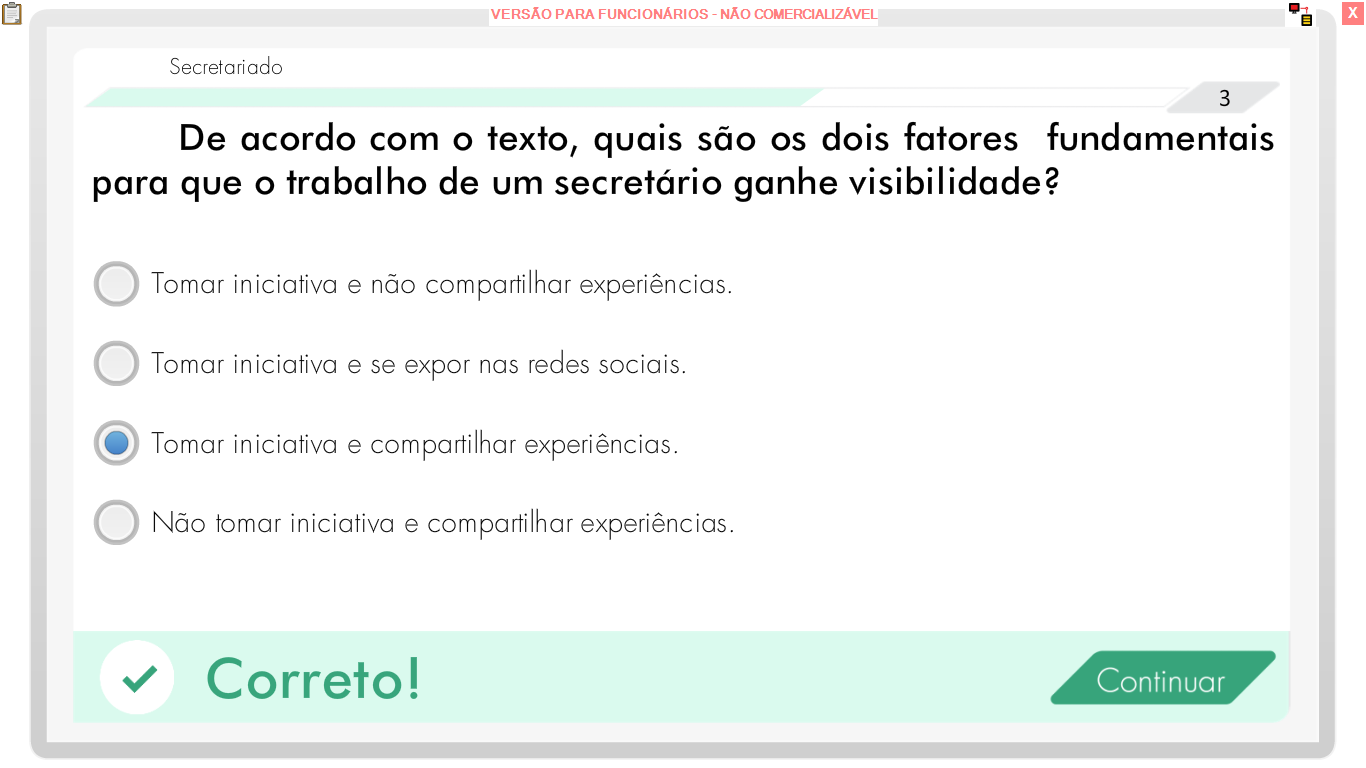 VERSÃO PARA FUNCIONÁRIOS - NÃO COMERCIALIZÁVEL
X
Secretariado
3
De acordo com o texto, quais são os dois fatores fundamentais
para que o trabalho de um secretário ganhe visibilidade?
Tomar iniciativa e não compartilhar experiências.
Tomar iniciativa e se expor nas redes sociais.
Tomar iniciativa e compartilhar experiências.
Não tomar iniciativa e compartilhar experiências.
Correto!
Continuar